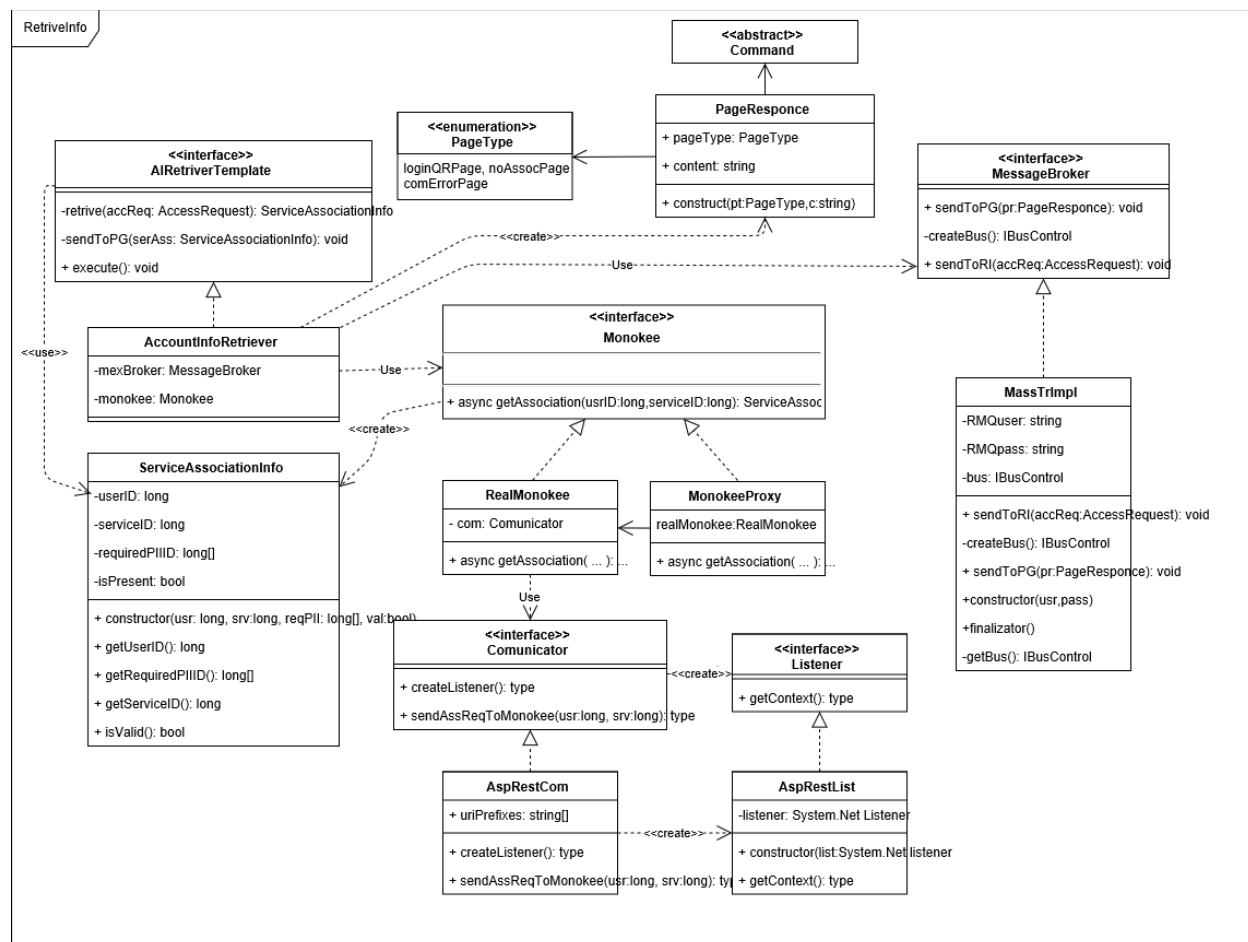 RetriveInfo
<<abstract>>
Command
PageResponce
+ pageType: PageType
+ content: string
+ construct(pt:PageType,c:string)
<<enumeration>>
PageType
loginQRPage, noAssocPage
comErrorPage
<<interface>>
AIRetriverTemplate
-retrive(accReq: AccessRequest): ServiceAssociationInfo
-sendToPG(serAss: ServiceAssociationInfo): void
+ execute(): void
<<interface>>
MessageBroker
+ sendToPG(pr:PageResponce): void
-createBus(): IBusControl
+ sendToRI(accReq:AccessRequest): void
<<create>>
Use
AccountInfoRetriever
-mexBroker: MessageBroker
-monokee: Monokee
<<use>>
Use
<<interface>>
Monokee
+ async getAssociation(usrID:long,serviceID:long): ServiceAssoc
<<create>>
MassTrImpl
-RMQuser: string
-RMQpass: string
-bus: IBusControl
+ sendToRI(accReq:AccessRequest): void
-createBus(): IBusControl
+ sendToPG(pr:PageResponce): void
+constructor(usr,pass)
+finalizator()
-getBus(): IBusControl
ServiceAssociationInfo
-userID: long
-serviceID: long
-requiredPIIID: long[]
-isPresent: bool
+ constructor(usr: long, srv:long, reqPII: long[], val:bool)
+ getUserID(): long
+ getRequiredPIIID(): long[]
+ getServiceID(): long
+ isValid(): bool
RealMonokee
- com: Comunicator
+ async getAssociation( ... ): ...
MonokeeProxy
realMonokee:RealMonokee
+ async getAssociation( ... ): ...
Use
<<interface>>
Comunicator
+ createListener(): type
+ sendAssReqToMonokee(usr:long, srv:long): type
<<create>>
<<interface>>
Listener
+ getContext(): type
AspRestCom
+ uriPrefixes: string[]
+ createListener(): type
+ sendAssReqToMonokee(usr:long, srv:long): typ
<<create>>
AspRestList
-listener: System.Net Listener
+ constructor(list:System.Net listener
+ getContext(): type